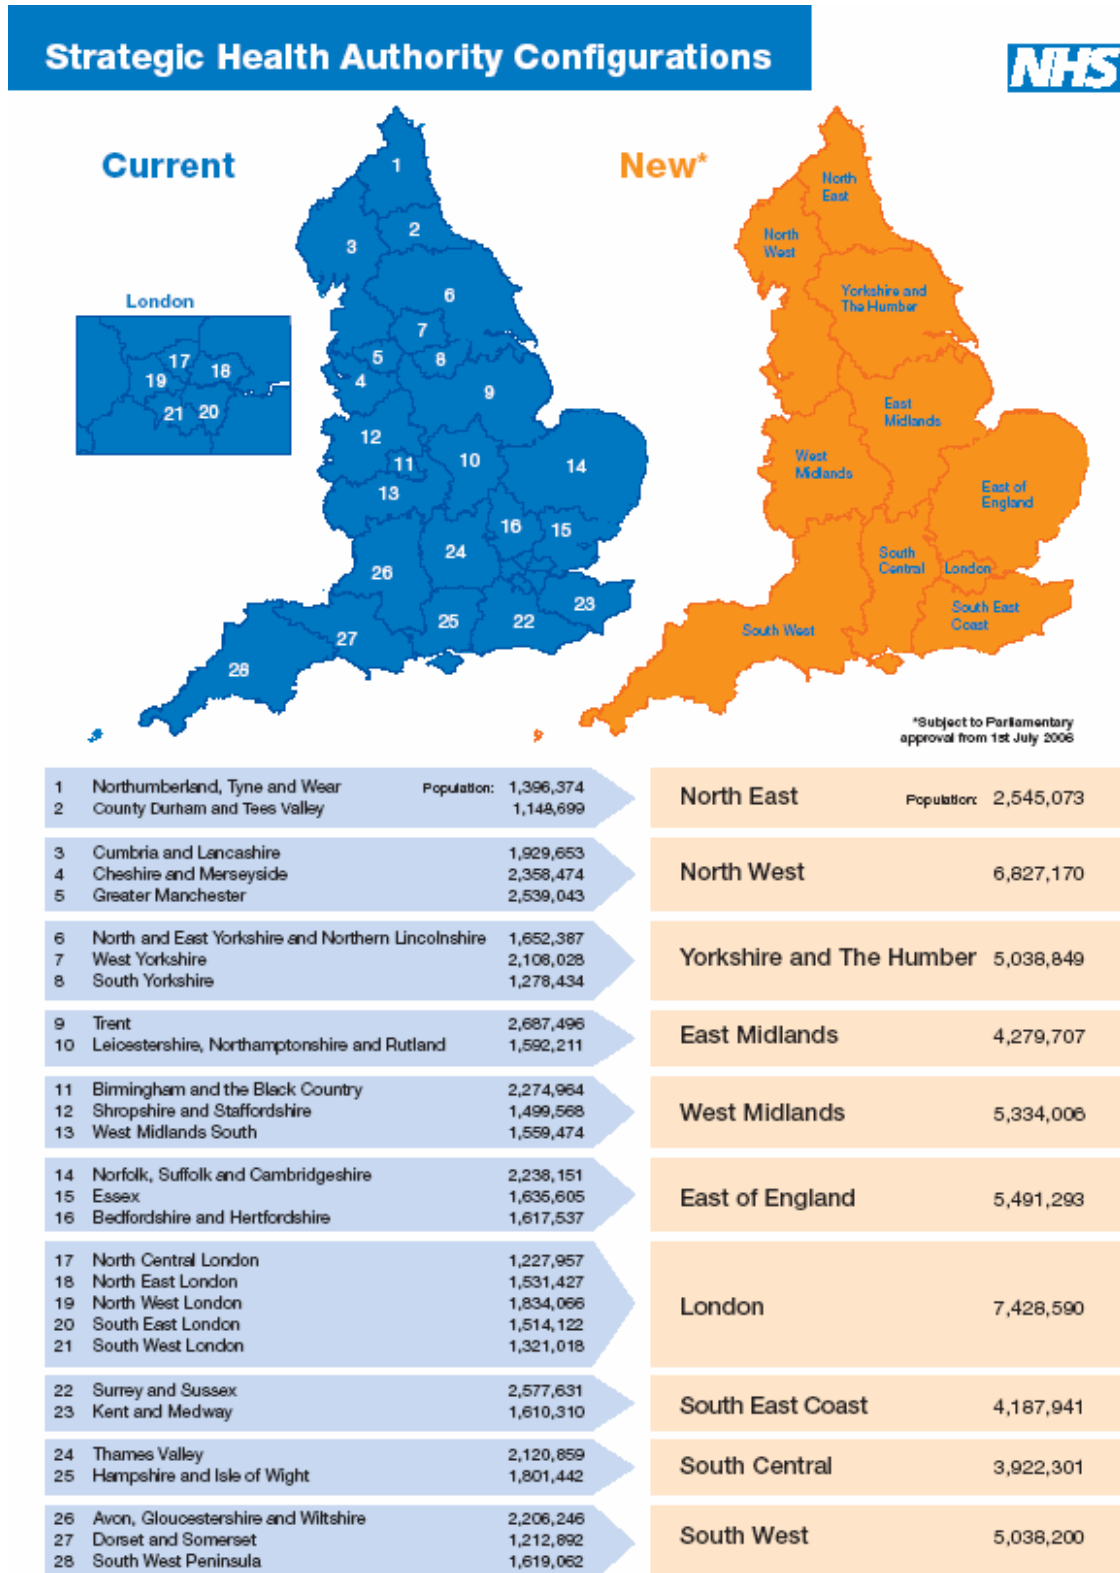 Strategic Health Authority Configurations
NHS
Current
New*
1
2
3
6
7
5
8
4
9
12
11
10
14
13
16
15
24
26
23
25
22
27
28
London
17
18
19
21
20
North
East
North
West
Yorkshire and
The Humber
East
Midlands
West
Midlands
East of
England
South
Central
London
South East
Coast
South West
*Subject to Parliamentary
approval from 1st July 2006
1 Northumberland, Tyne and Wear Population: 1,396,374
2 County Durham and Tees Valley 1,148,699
North East Population: 2,545,073
3 Cumbria and Lancashire 1,929,653
4 Cheshire and Merseyside 2,358,474
5 Greater Manchester 2,539,043
North West 6,827,170
6 North and East Yorkshire and Northern Lincolnshire 1,652,387
7 West Yorkshire 2,108,028
8 South Yorkshire 1,278,434
Yorkshire and The Humber 5,038,849
9 Trent 2,687,496
10 Leicestershire, Northamptonshire and Rutland 1,592,211
East Midlands 4,279,707
11 Birmingham and the Black Country 2,274,964
12 Shropshire and Staffordshire 1,499,568
13 West Midlands South 1,559,474
West Midlands 5,334,006
14 Norfolk, Suffolk and Cambridgeshire 2,238,151
15 Essex 1,635,605
16 Bedfordshire and Hertfordshire 1,617,537
East of England 5,491,293
17 North Central London 1,227,957
18 North East London 1,531,427
19 North West London 1,834,066
20 South East London 1,514,122
21 South West London 1,321,018
London 7,428,590
22 Surrey and Sussex 2,577,631
23 Kent and Medway 1,610,310
South East Coast 4,187,941
24 Thames Valley 2,120,859
25 Hampshire and Isle of Wight 1,801,442
South Central 3,922,301
26 Avon, Gloucestershire and Wiltshire 2,206,246
27 Dorset and Somerset 1,212,892
28 South West Peninsula 1,619,062
South West 5,038,200